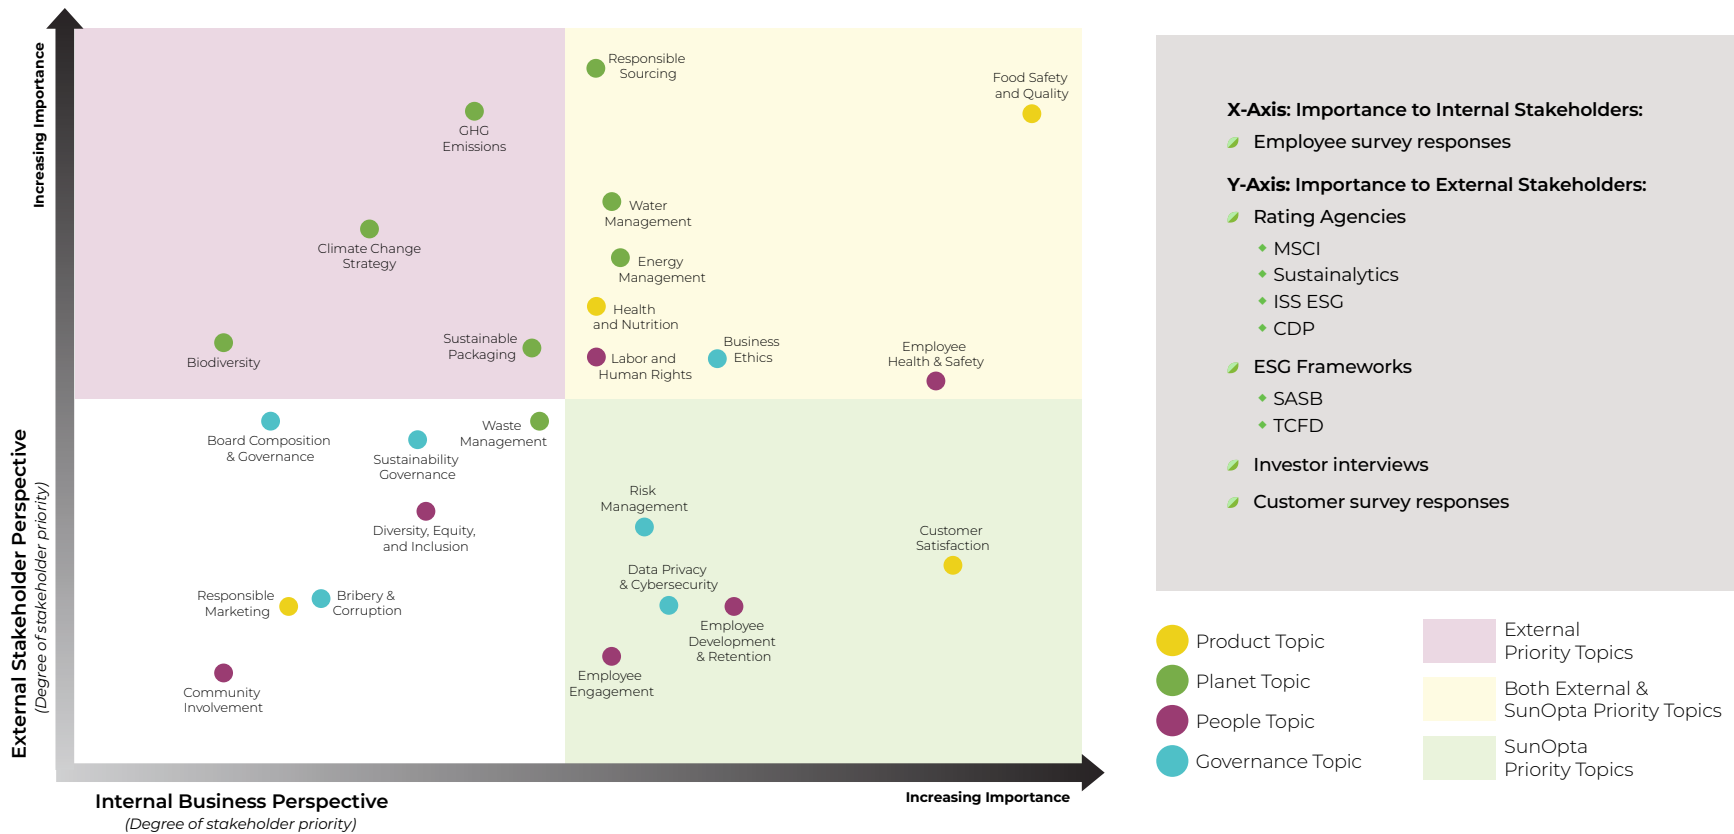 Increasing Importance
External Stakeholder Perspective
(Degree of stakeholder priority)
Responsible
Sourcing
Food Safety
and Quality
GHG
Emissions
Water
Management
Climate Change
Strategy
Energy
Management
Health
and Nutrition
Biodiversity
Sustainable
Packaging
Labor and
Human Rights
Business
Ethics
Employee
Health & Safety
Board Composition
& Governance
Sustainability
Governance
Waste
Management
Diversity, Equity,
and Inclusion
Risk
Management
Customer
Satisfaction
Responsible
Marketing
Bribery &
Corruption
Data Privacy
& Cybersecurity
Employee
Development
& Retention
Employee
Engagement
Community
Involvement
Internal Business Perspective
(Degree of stakeholder priority)
Increasing Importance
X-Axis: Importance to Internal Stakeholders:
Employee survey responses
Y-Axis: Importance to External Stakeholders:
Rating Agencies
MSCI
Sustainalytics
ISS ESG
CDP
ESG Frameworks
SASB
TCFD
Investor interviews
Customer survey responses
Product Topic
Planet Topic
People Topic
Governance Topic
External
Priority Topics
Both External &
SunOpta Priority Topics
SunOpta
Priority Topics